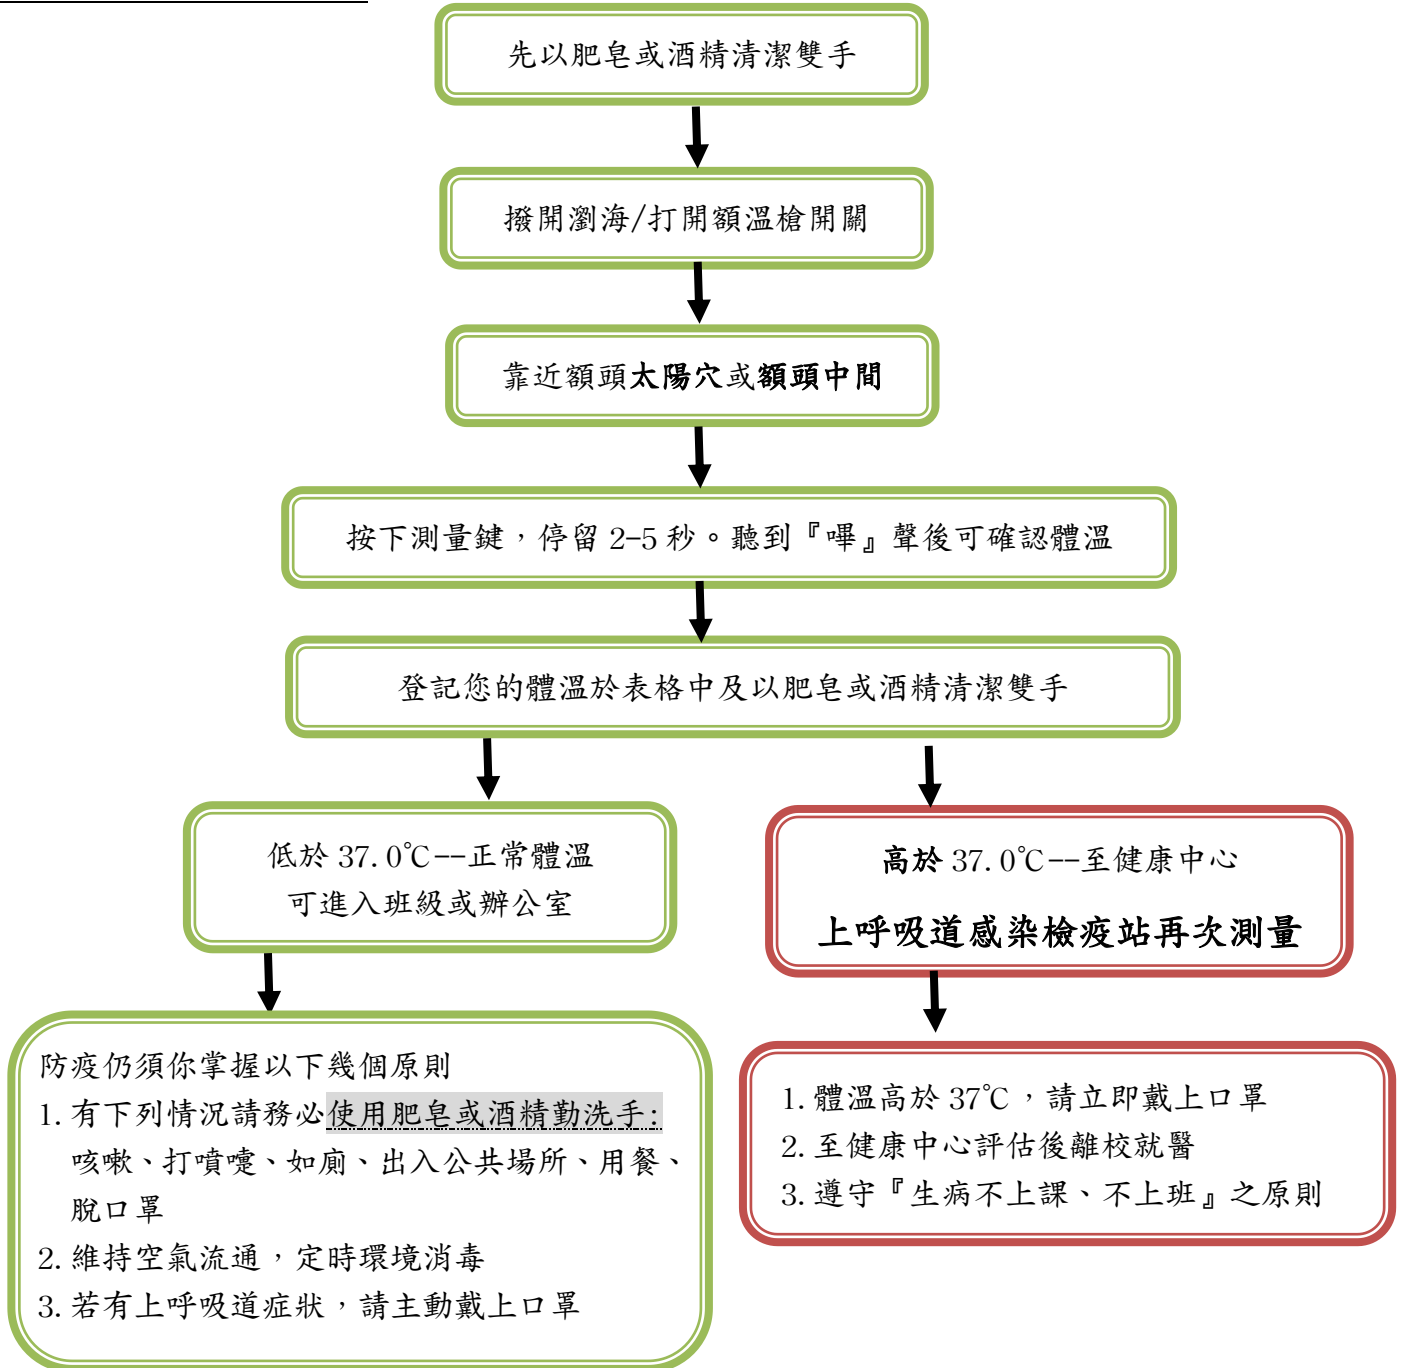 先以肥皂或酒精清潔雙手
撥開瀏海/打開額溫槍開關
靠近額頭太陽穴或額頭中間
按下測量鍵，停留 2-5 秒。聽到『嗶』聲後可確認體溫
登記您的體溫於表格中及以肥皂或酒精清潔雙手
低於 37.0℃--正常體溫
可進入班級或辦公室
高於 37.0℃--至健康中心
上呼吸道感染檢疫站再次測量
防疫仍須你掌握以下幾個原則
1. 有下列情況請務必使用肥皂或酒精勤洗手:
咳嗽、打噴嚏、如廁、出入公共場所、用餐、
脫口罩
2. 維持空氣流通，定時環境消毒
3. 若有上呼吸道症狀，請主動戴上口罩
1. 體溫高於 37℃，請立即戴上口罩
2. 至健康中心評估後離校就醫
3. 遵守『生病不上課、不上班』之原則